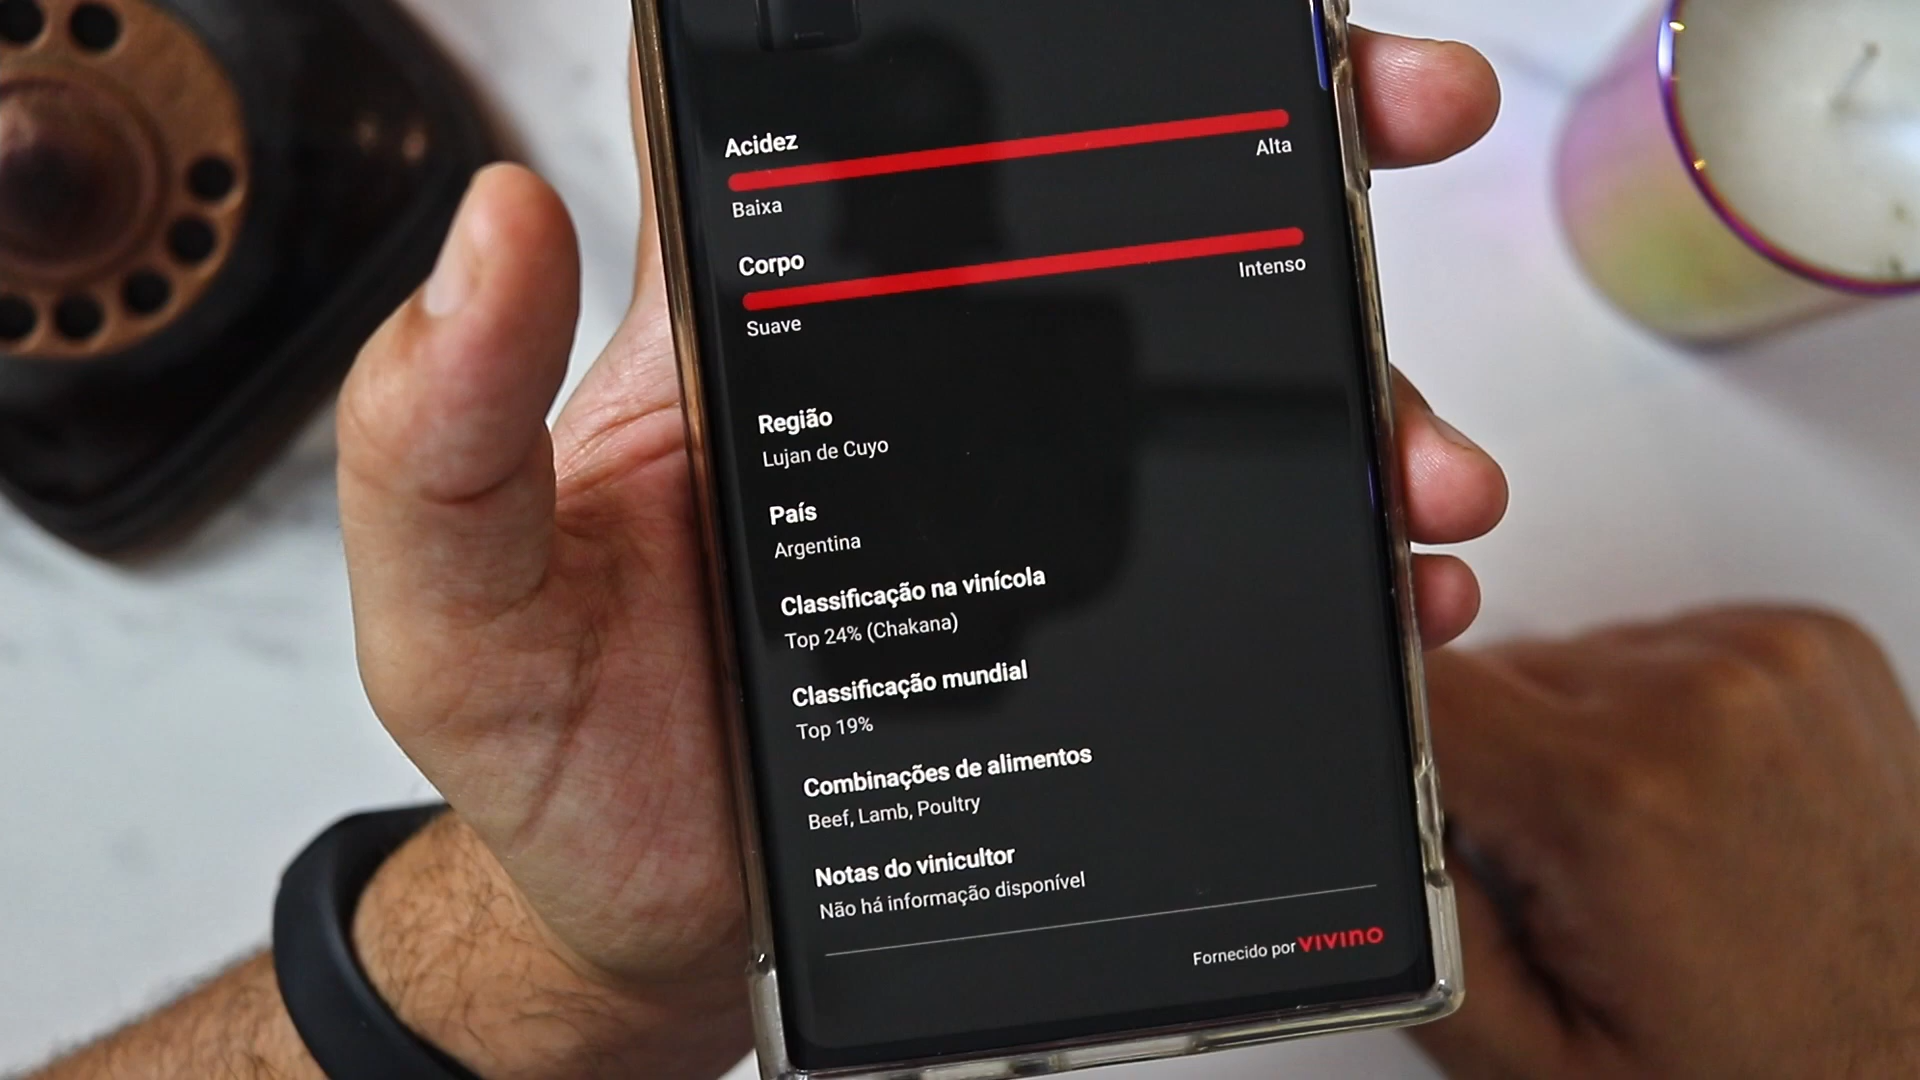 Acidez
Baixa
Alta
Corpo
Suave
Intenso
Região
Lujan de Cuyo
País
Argentina
Classificação na vinícola
Top 24% (Chakana)
Classificação mundial
Top 19%
Combinações de alimentos
Beef, Lamb, Poultry
Notas do vinicultor
Não há informação disponível
Fornecido por VIVINO